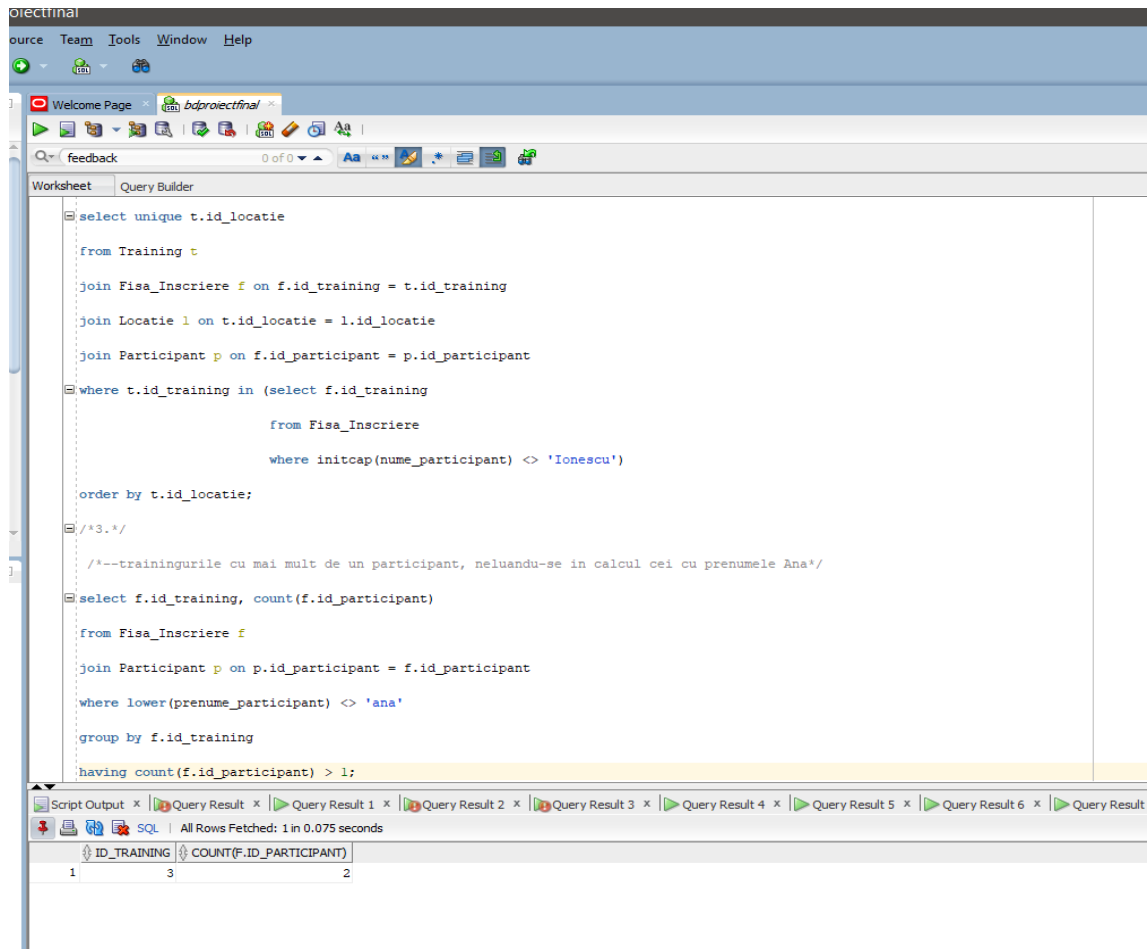 oiectfinal
ource Team Tools Window Help
Welcome Page bdproiectfinal
feedback 0 of 0 Aa
Worksheet Query Builder
select unique t.id_locatie
from Training t
join Fisa_Inscriere f on f.id_training = t.id_training
join Locatie l on t.id_locatie = l.id_locatie
join Participant p on f.id_participant = p.id_participant
where t.id_training in (select f.id_training
from Fisa_Inscriere
where initcap(nume_participant) <> 'Ionescu')
order by t.id_locatie;
/*3.*/
/*--trainingurile cu mai mult de un participant, neluandu-se in calcul cei cu prenumele Ana*/
select f.id_training, count(f.id_participant)
from Fisa_Inscriere f
join Participant p on p.id_participant = f.id_participant
where lower(prenume_participant) <> 'ana'
group by f.id_training
having count(f.id_participant) > 1;
Script Output x Query Result x Query Result 1 x Query Result 2 x Query Result 3 x Query Result 4 x Query Result 5 x Query Result 6 x Query Result
SQL | All Rows Fetched: 1 in 0.075 seconds
ID_TRAINING COUNT(F.ID_PARTICIPANT)
1 3 2